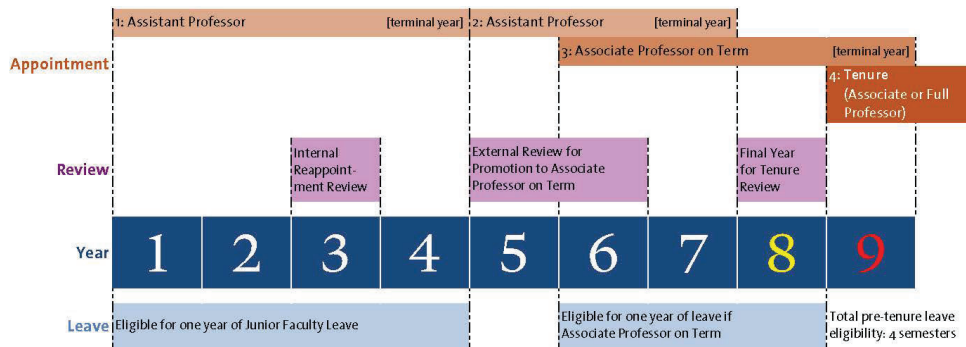 1: Assistant Professor [terminal year] 2: Assistant Professor [terminal year]
Appointment
3: Associate Professor on Term [terminal year]
4: Tenure
(Associate or Full
Professor)
Review
Internal
Reappoint-
ment Review
External Review for
Promotion to Associate
Professor on Term
Final Year
for Tenure
Review
Year 1 2 3 4 5 6 7 8 9
Leave
Eligible for one year of Junior Faculty Leave
Eligible for one year of leave if
Associate Professor on Term
Total pre-tenure leave
eligibility: 4 semesters